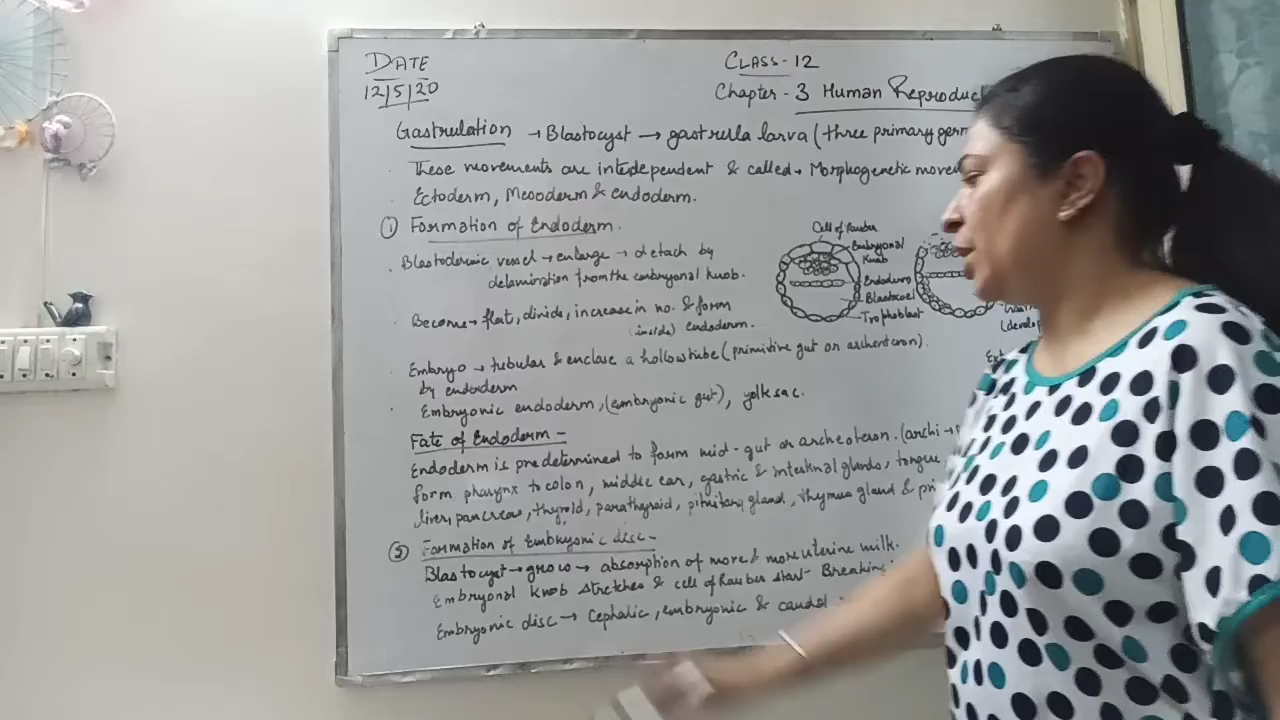 DATE
12/5/20
CLASS-12
Chapter - 3 Human Reproduc
Gastrulation → Blastocyst → gastrula larva (three primary germ
These movements are interdependent & called → Morphogenetic movem
Ectoderm, Mesoderm & endoderm.
① Formation of Endoderm.
Blastodermic vessel → enlarge → detach by
delamination from the embryonal knob.
Become → flat, divide, increase in no. & form
(inside) endoderm.
Embryo → tubular & enclose a hollow tube (primitive gut or archenteron).
by endoderm
Embryonic endoderm, (embryonic gut), yolk sac.
Cell of Rauber
Embryonal
Knob
Endoderm
Blastocoel
Trophoblast
(develop
Fate of Endoderm -
Endoderm is predetermined to form mid-gut or archenteron. (archi →
form pharynx to colon, middle ear, gastric & intestinal glands, tongue
liver, pancreas, thyroid, parathyroid, pituitary gland, thymus gland & pri
② Formation of Embryonic disc -
Blastocyst → grow → absorption of more & more uterine milk.
Embryonal Knob stretches & cell of Rauber start Breaking
Embryonic disc → Cephalic, embryonic & caudal